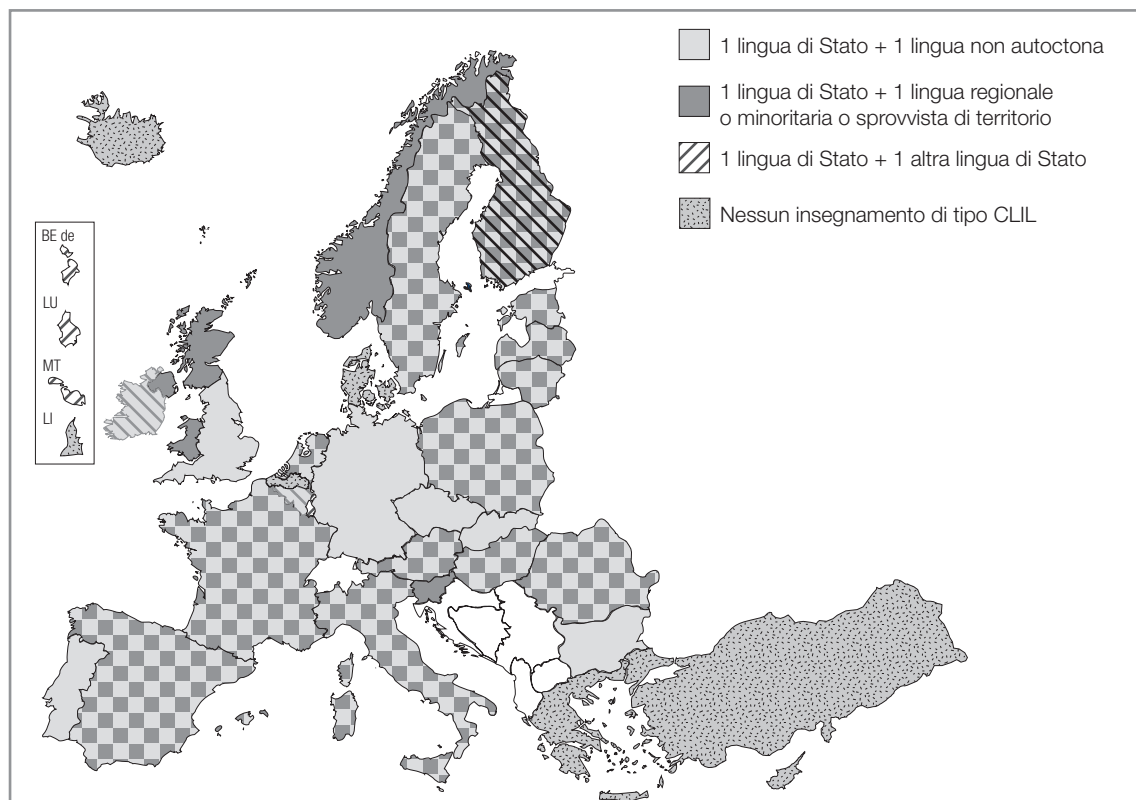 1 lingua di Stato + 1 lingua non autoctona
1 lingua di Stato + 1 lingua regionale
o minoritaria o sprovvista di territorio
1 lingua di Stato + 1 altra lingua di Stato
Nessun insegnamento di tipo CLIL
BE de
LU
MT
LI